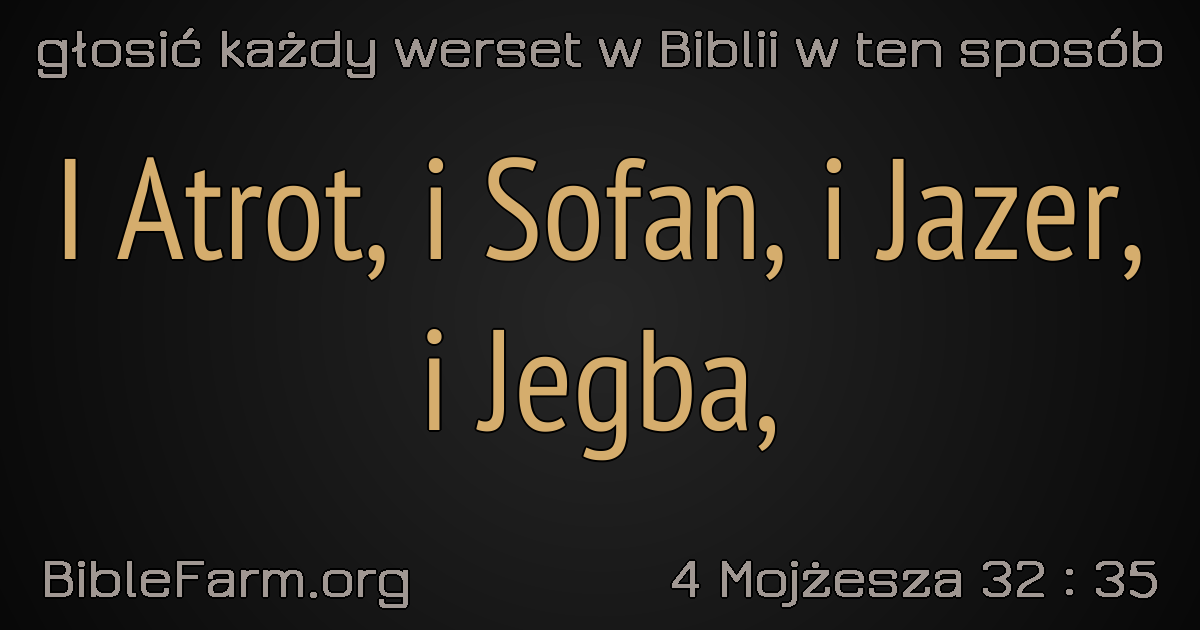 głosić każdy werset w Biblii w ten sposób
I Atrot, i Sofan, i Jazer,
i Jegba,
BibleFarm.org
4 Mojżesza 32 : 35